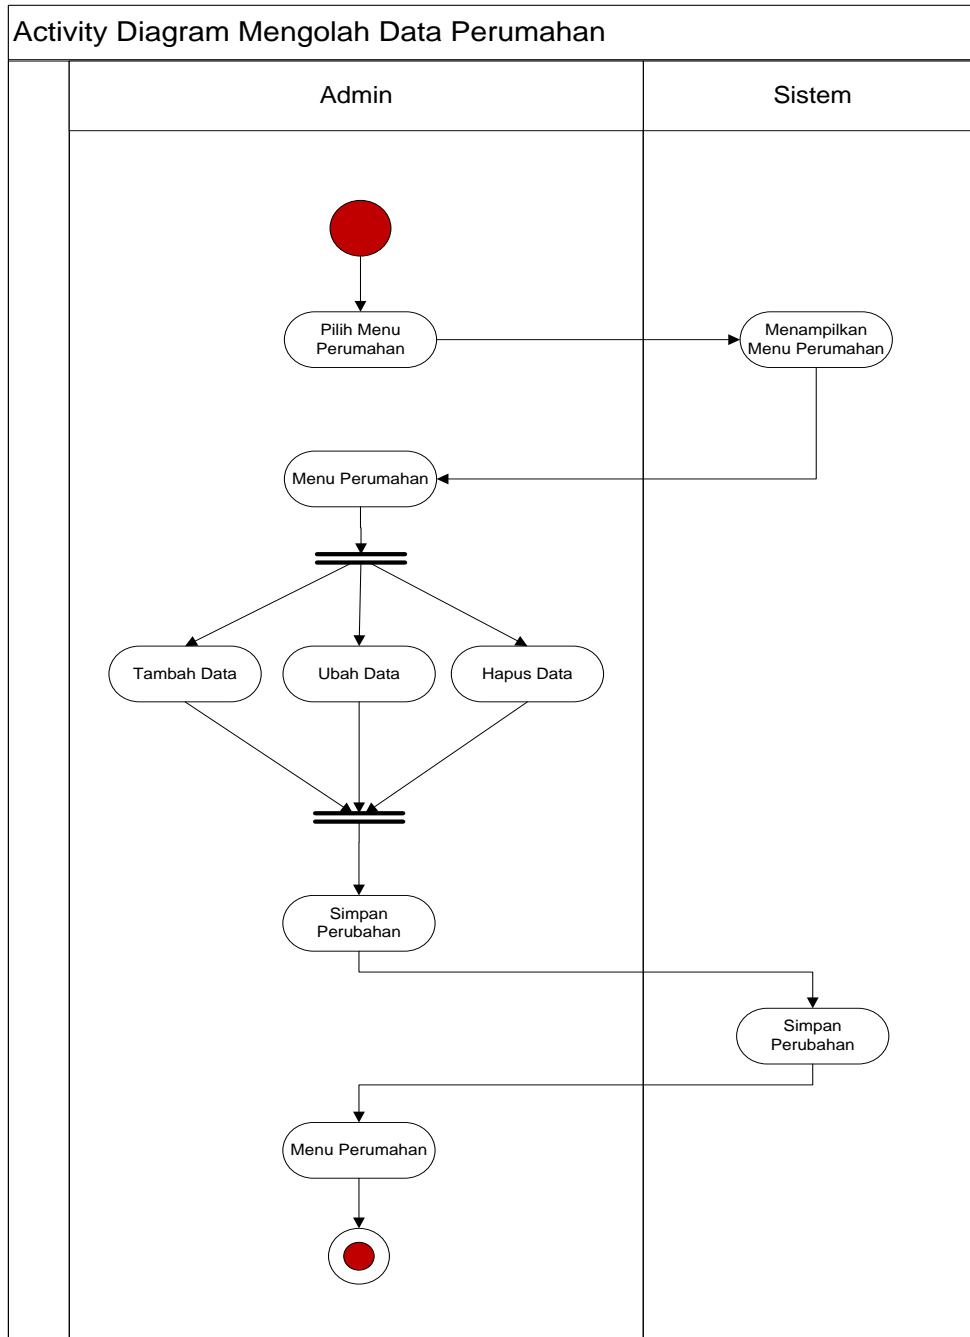 Activity Diagram Mengolah Data Perumahan
Admin
Sistem
Pilih Menu
Perumahan
Menampilkan
Menu Perumahan
Menu Perumahan
Tambah Data
Ubah Data
Hapus Data
Simpan
Perubahan
Simpan
Perubahan
Menu Perumahan